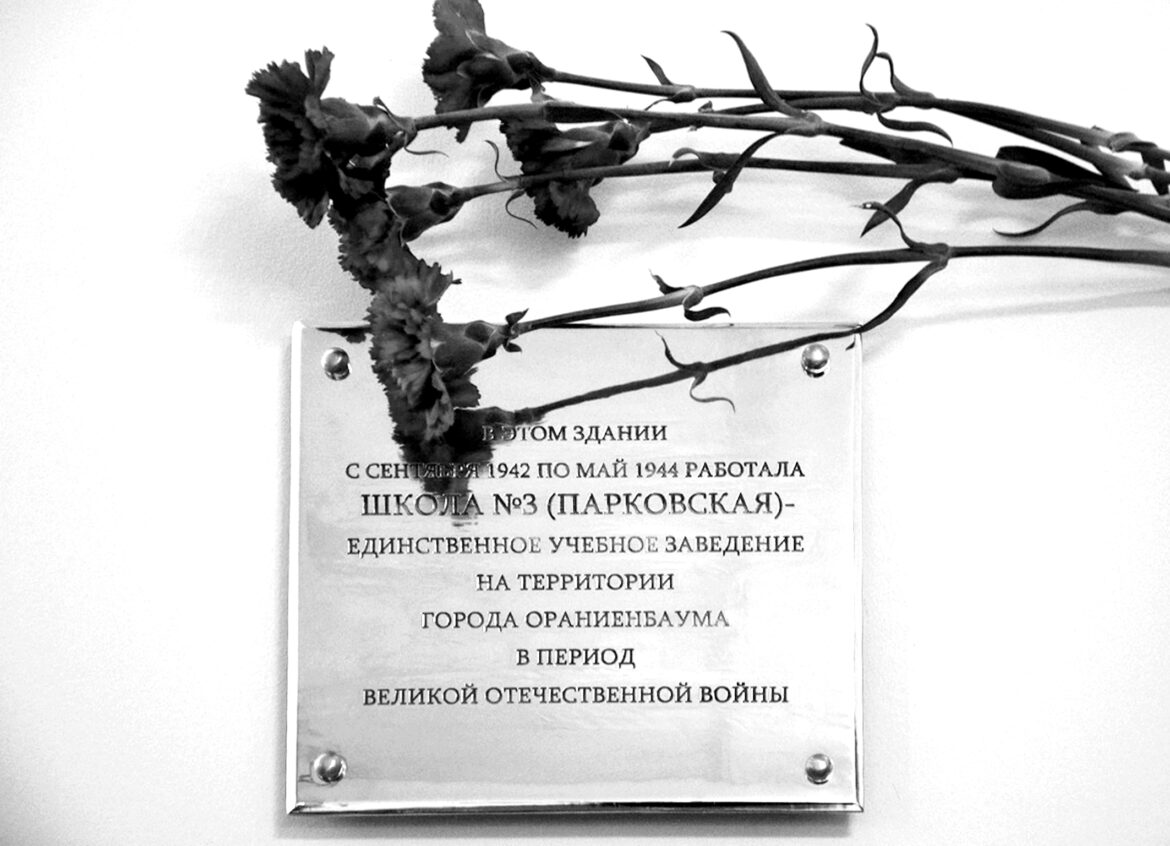 В ЭТОМ ЗДАНИИ
С СЕНТЯБРЯ 1942 ПО МАЙ 1944 РАБОТАЛА
ШКОЛА №3 (ПАРКОВСКАЯ)-
ЕДИНСТВЕННОЕ УЧЕБНОЕ ЗАВЕДЕНИЕ
НА ТЕРРИТОРИИ
ГОРОДА ОРАНИЕНБАУМА
В ПЕРИОД
ВЕЛИКОЙ ОТЕЧЕСТВЕННОЙ ВОЙНЫ